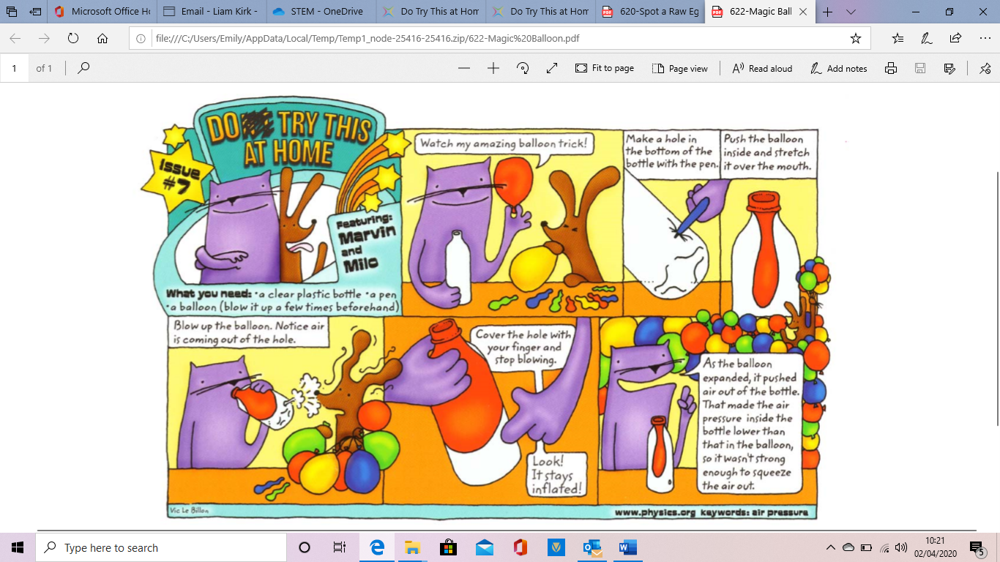 Microsoft Office Ho
Email - Liam Kirk -
STEM - OneDrive
Do Try This at Hom
Do Try This at Hom
620-Spot a Raw Eg
622-Magic Ball
file:///C:/Users/Emily/AppData/Local/Temp/Temp1_node-25416-25416.zip/622-Magic%20Balloon.pdf
1 of 1
Fit to page
Page view
Read aloud
Add notes
DO TRY THIS
AT HOME
Issue
#7
Featuring:
Marvin
and
Milo
What you need: •a clear plastic bottle •a pen
•a balloon (blow it up a few times beforehand)
Watch my amazing balloon trick!
Make a hole in
the bottom of the
bottle with the pen.
Push the balloon
inside and stretch
it over the mouth.
Blow up the balloon. Notice air
is coming out of the hole.
Cover the hole with
your finger and
stop blowing.
Look!
It stays
inflated!
As the balloon
expanded, it pushed
air out of the bottle.
That made the air
pressure inside the
bottle lower than
that in the balloon,
so it wasn't strong
enough to squeeze
the air out.
Vic Le Billon
www.physics.org keywords: air pressure
Type here to search
10:21
02/04/2020
5